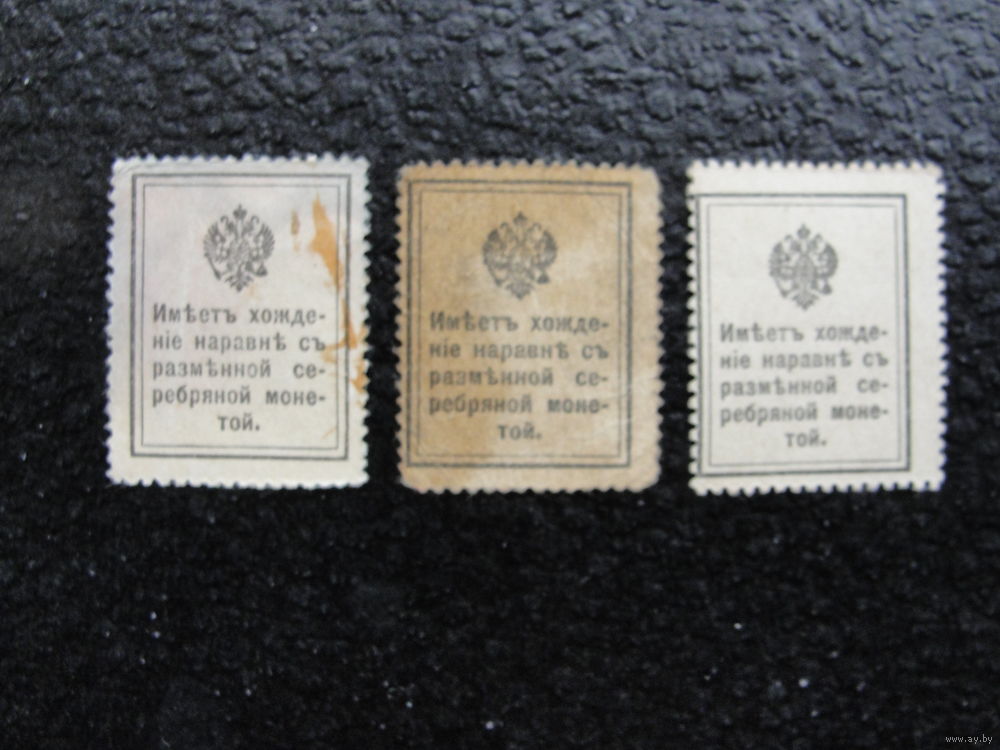 Имѣетъ хожде-
ніе наравнѣ съ
размѣнной се-
ребряной моне-
той.
Имѣетъ хожде-
ніе наравнѣ съ
размѣнной се-
ребряной моне-
той.
Имѣетъ хожде-
ніе наравнѣ съ
размѣнной се-
ребряной моне-
той.
www.ay.by